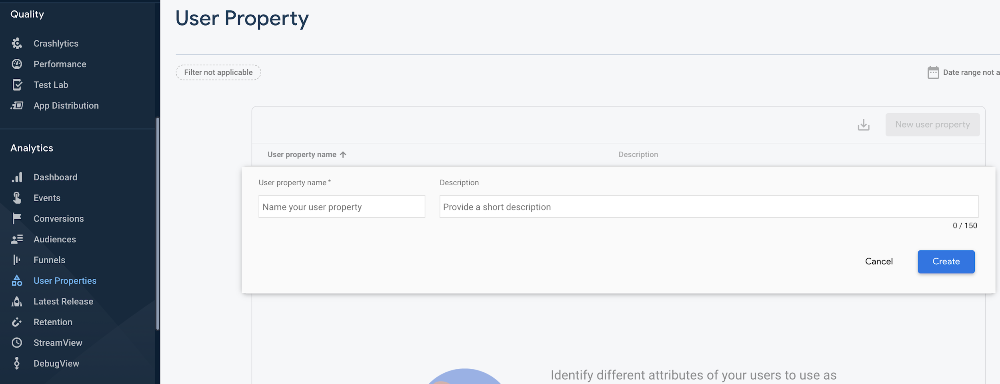 Quality
Crashlytics
Performance
Test Lab
App Distribution
Analytics
Dashboard
Events
Conversions
Audiences
Funnels
User Properties
Latest Release
Retention
StreamView
DebugView
User Property
Filter not applicable
Date range not a
New user property
User property name
Description
User property name *
Description
Name your user property
Provide a short description
0 / 150
Cancel
Create
Identify different attributes of your users to use as